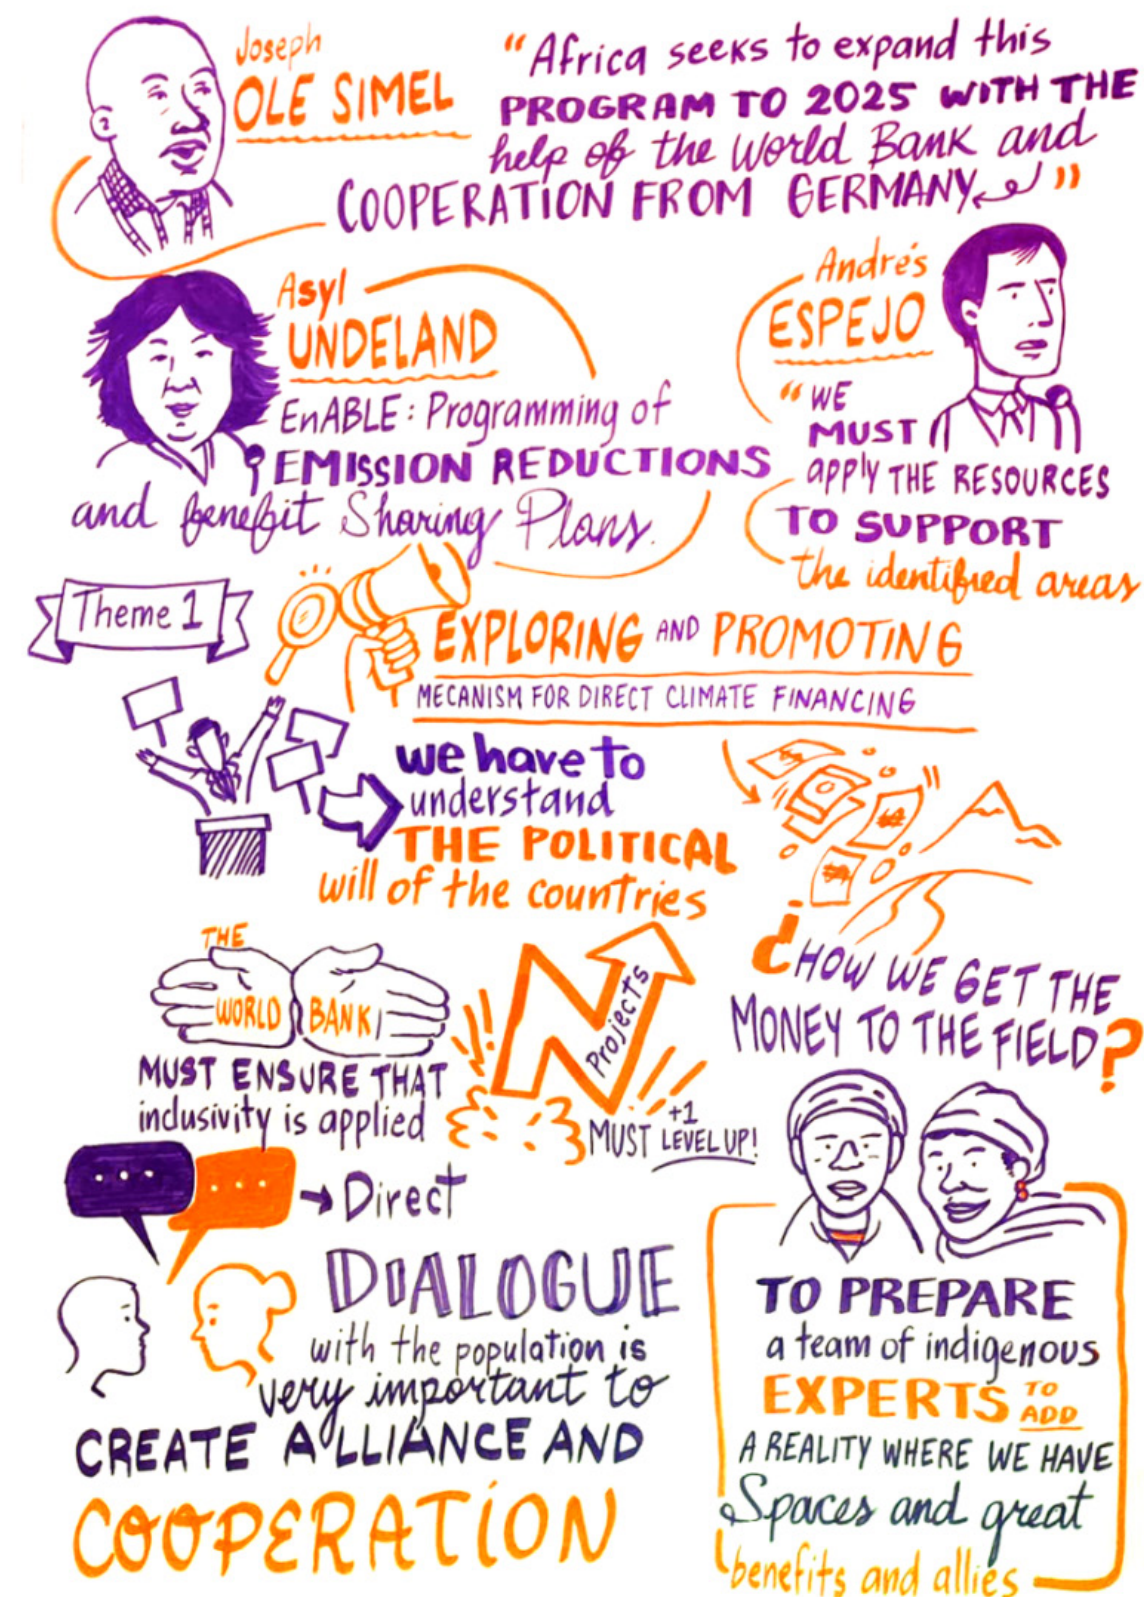 Joseph
OLE SIMEL
“Africa seeks to expand this
PROGRAM TO 2025 WITH THE
help of the World Bank and
COOPERATION FROM GERMANY”
Asyl
UNDELAND
EnABLE: Programming of
EMISSION REDUCTIONS
and benefit Sharing Plans.
Andrés
ESPEJO
“WE
MUST
apply THE RESOURCES
TO SUPPORT
the identified areas
Theme 1
EXPLORING AND PROMOTING
MECANISM FOR DIRECT CLIMATE FINANCING
we have to
understand
THE POLITICAL
will of the countries
$
$
$
¿HOW WE GET THE
MONEY TO THE FIELD?
THE
WORLD BANK
MUST ENSURE THAT
inclusivity is applied
Projects
+1
MUST LEVEL UP!
... ...
Direct
DIALOGUE
with the population is
very important to
CREATE ALLIANCE AND
COOPERATION
TO PREPARE
a team of indigenous
EXPERTS TO
ADD
A REALITY WHERE WE HAVE
Spaces and great
benefits and allies